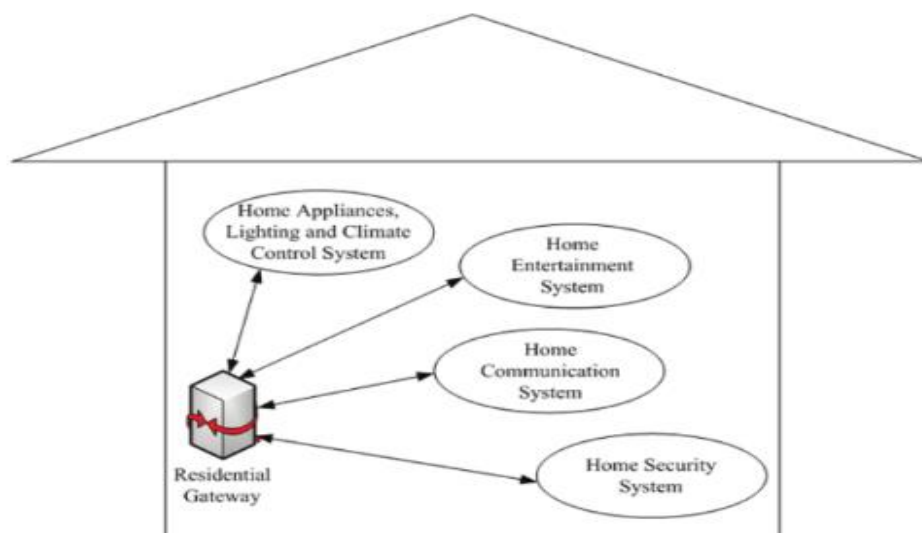 Home Appliances,
Lighting and Climate
Control System
Home
Entertainment
System
Home
Communication
System
Home Security
System
Residential
Gateway